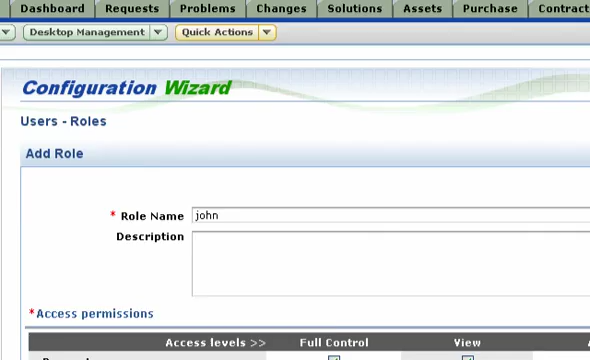 Dashboard Requests Problems Changes Solutions Assets Purchase Contract
Desktop Management Quick Actions
Configuration Wizard
Users - Roles
Add Role
* Role Name john
Description
*Access permissions
Access levels >> Full Control View